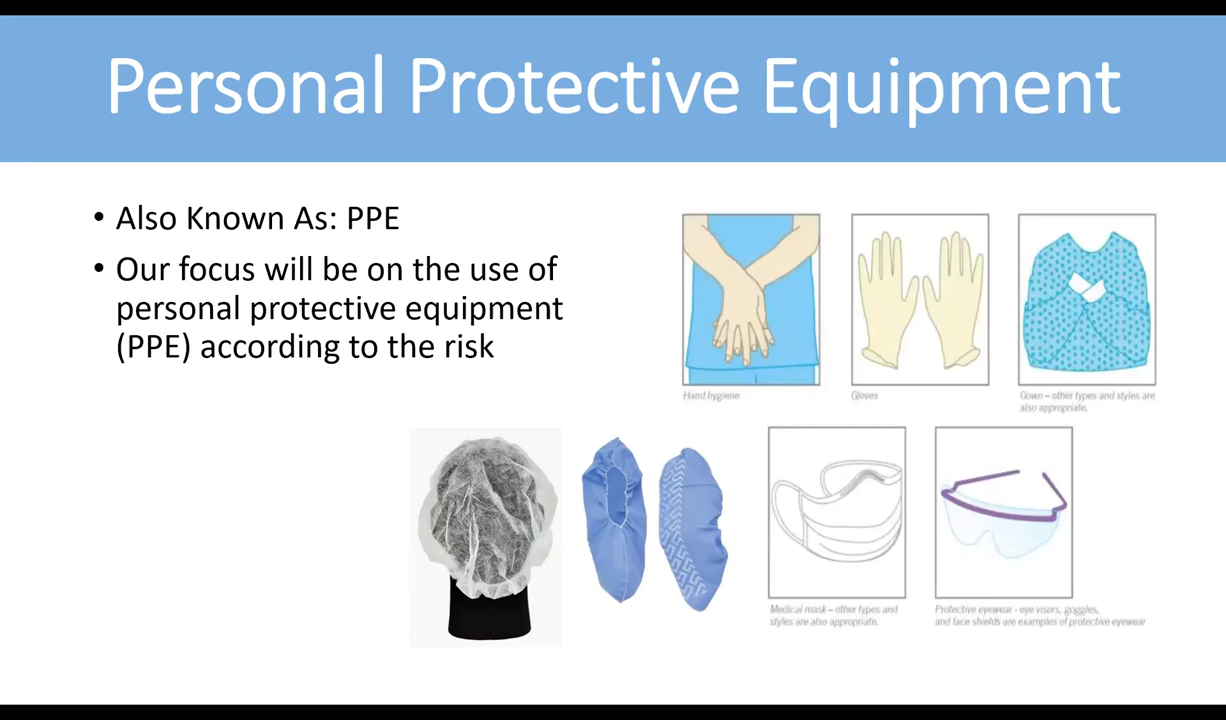 Personal Protective Equipment
• Also Known As: PPE
• Our focus will be on the use of
personal protective equipment
(PPE) according to the risk
Hand hygiene
Gloves
Gown – other types and styles are
also appropriate.
Medical mask – other types and
styles are also appropriate.
Protective eyewear - eye visors, goggles,
and face shields are examples of protective eyewear